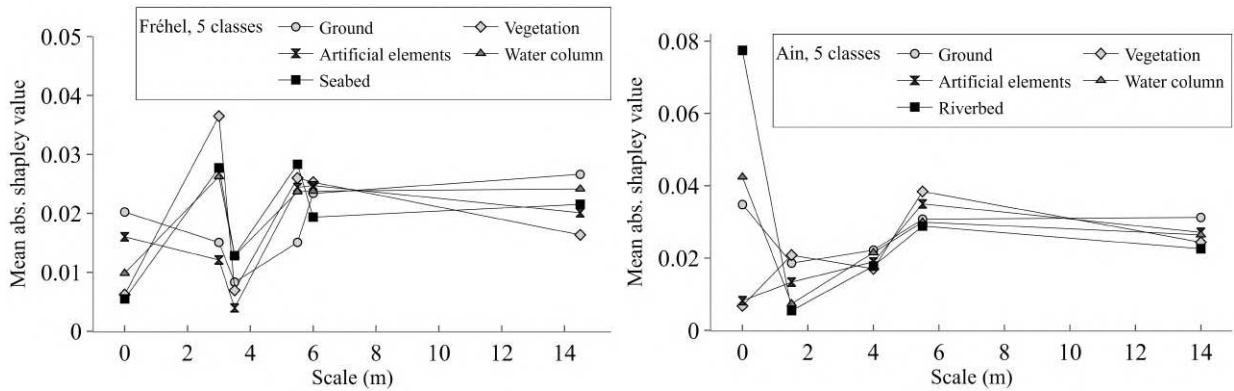 Fréhel, 5 classes
Ground
Vegetation
Artificial elements
Water column
Seabed
Mean abs. shapley value
0.05
0.04
0.03
0.02
0.01
0
0 2 4 6 8 10 12 14
Scale (m)
Ain, 5 classes
Ground
Vegetation
Artificial elements
Water column
Riverbed
Mean abs. shapley value
0.08
0.06
0.04
0.02
0
0 2 4 6 8 10 12 14
Scale (m)